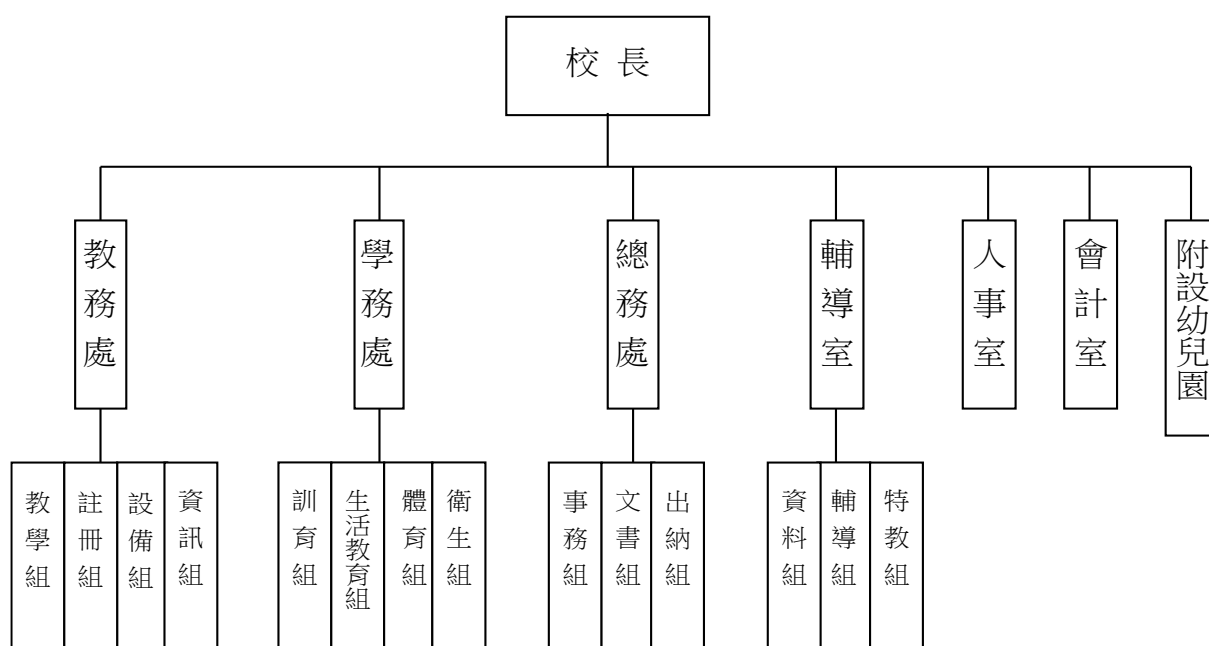 校長
教務處
學務處
總務處
輔導室
人事室
會計室
附設幼兒園
教學組
註冊組
設備組
資訊組
訓育組
生活教育組
體育組
衛生組
事務組
文書組
出納組
資料組
輔導組
特教組